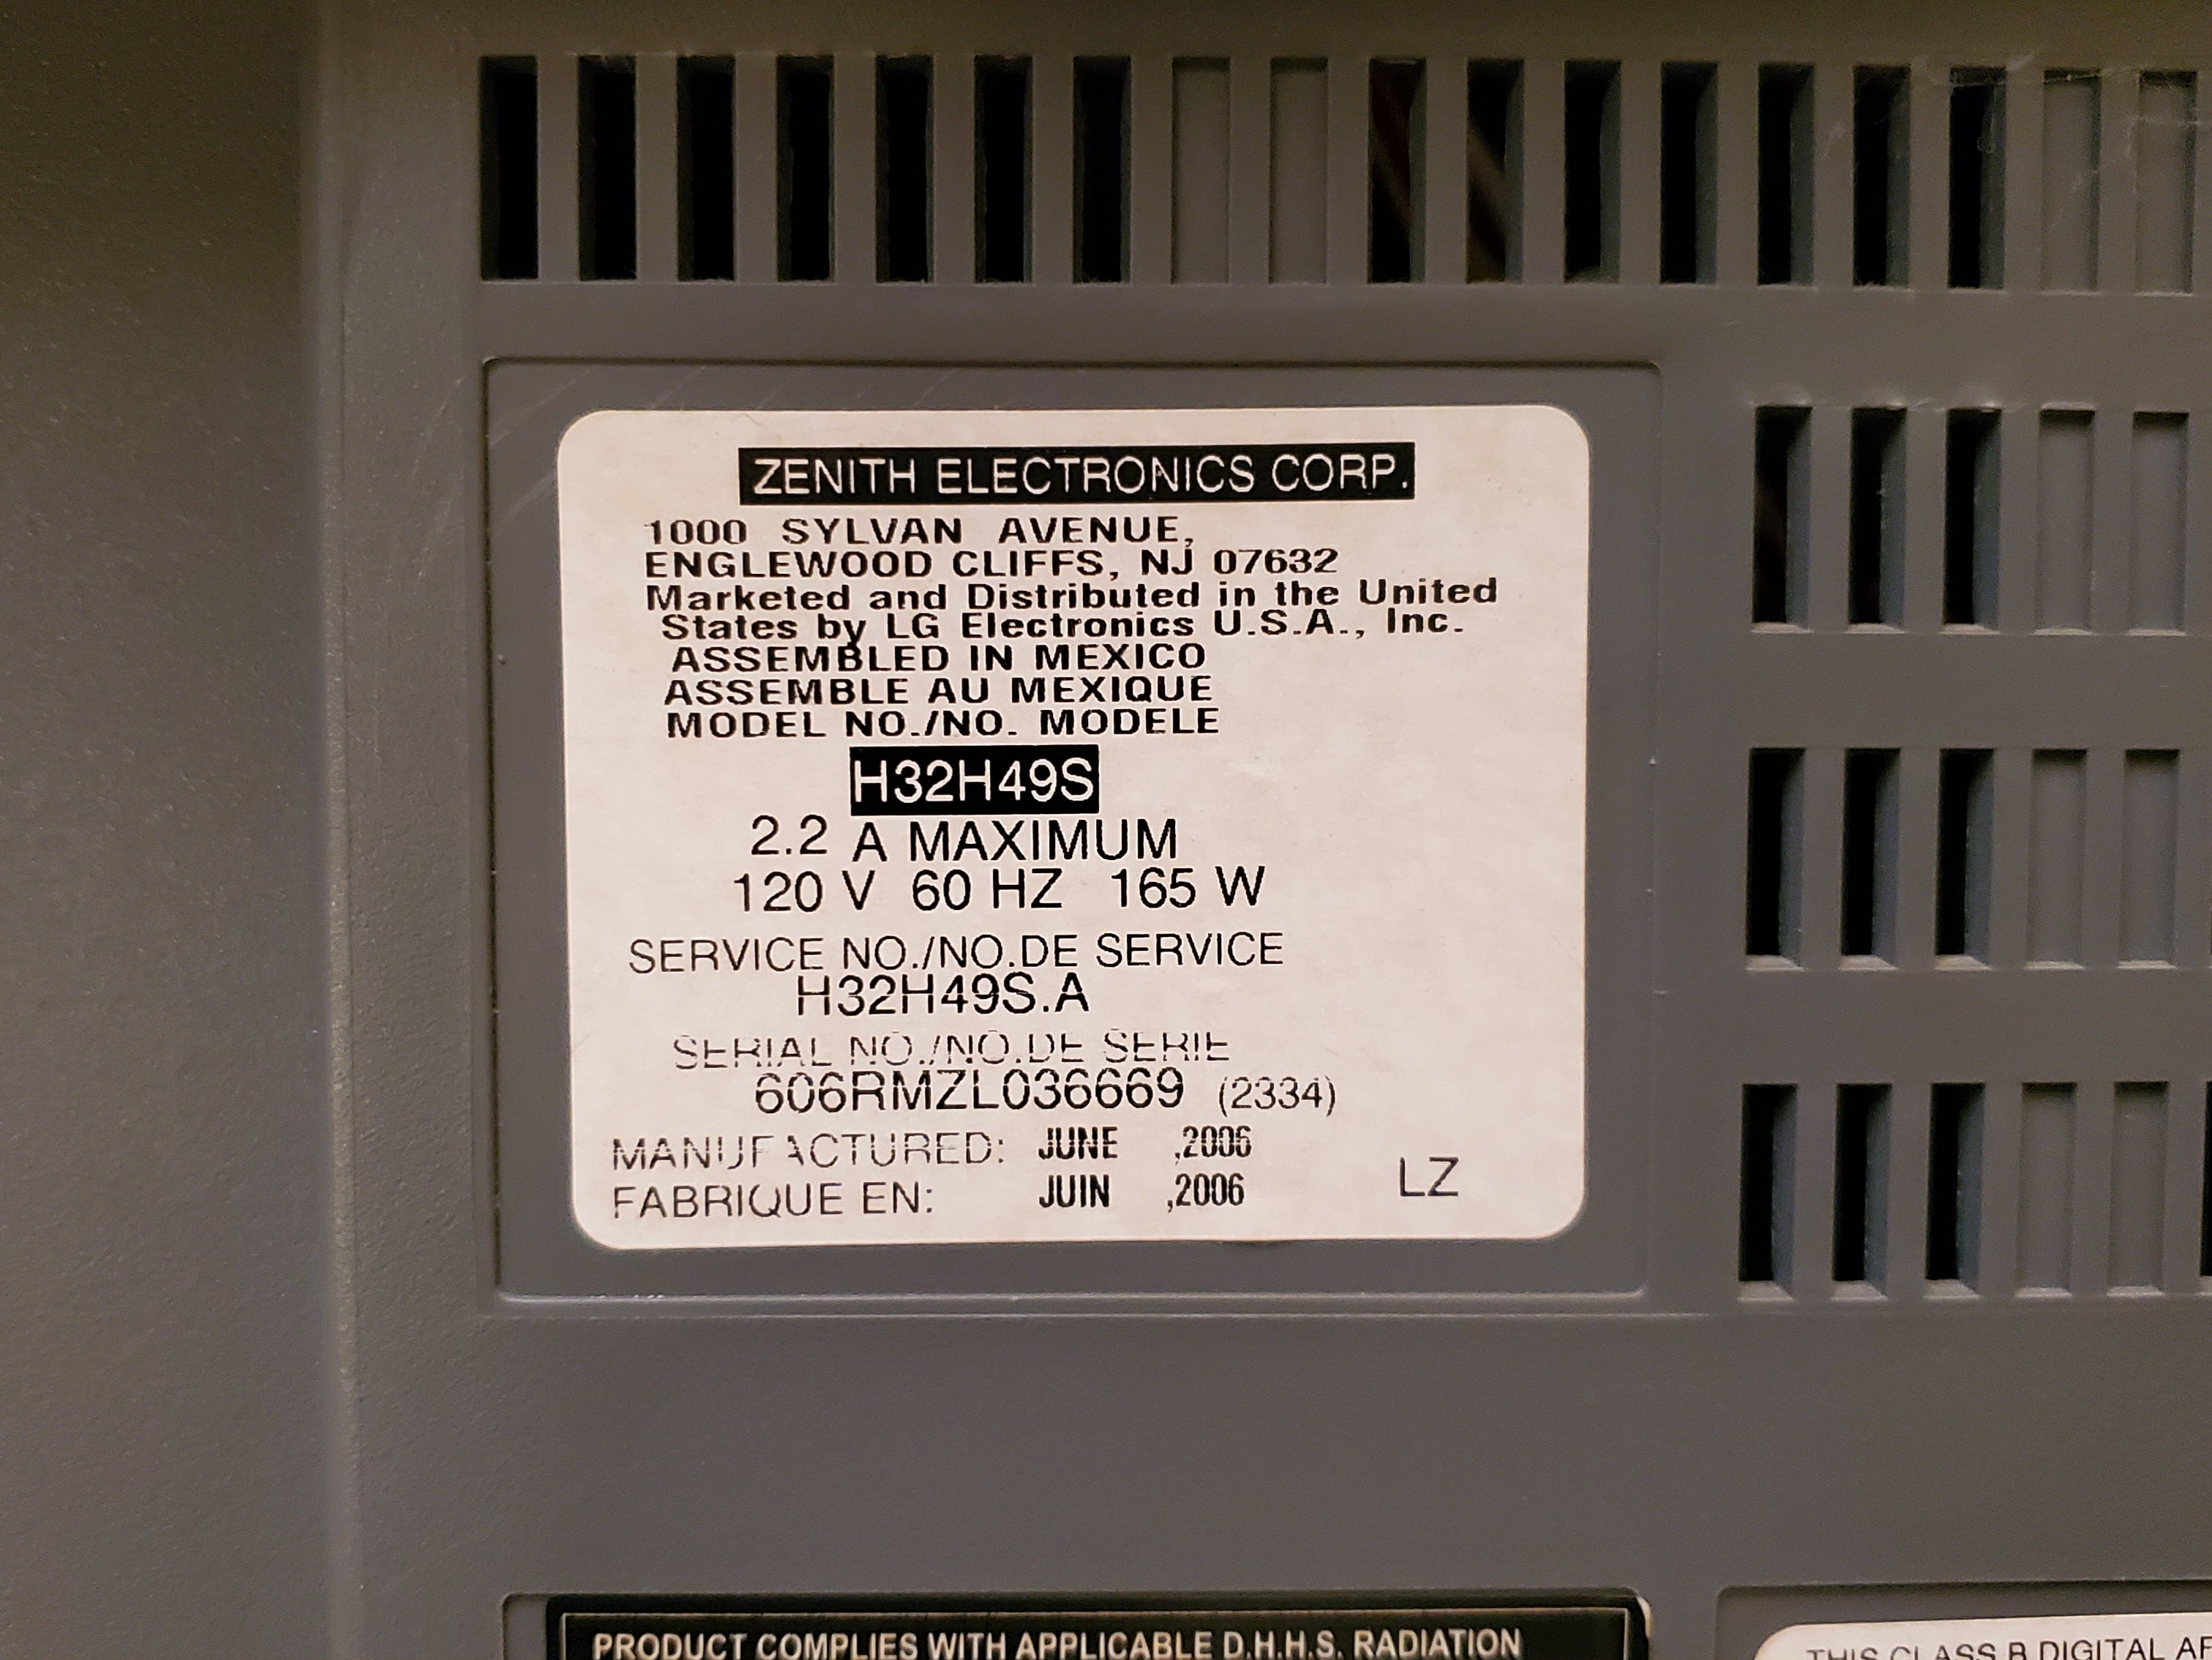 ZENITH ELECTRONICS CORP.
1000 SYLVAN AVENUE,
ENGLEWOOD CLIFFS, NJ 07632
Marketed and Distributed in the United
States by LG Electronics U.S.A., Inc.
ASSEMBLED IN MEXICO
ASSEMBLE AU MEXIQUE
MODEL NO./NO. MODELE
H32H49S
2.2 A MAXIMUM
120 V 60 HZ 165 W
SERVICE NO./NO.DE SERVICE
H32H49S.A
SERIAL NO./NO.DE SERIE
606RMZL036669 (2334)
MANUFACTURED: JUNE ,2006
FABRIQUE EN: JUIN ,2006
LZ
PRODUCT COMPLIES WITH APPLICABLE D.H.H.S. RADIATION
THIS CLASS B DIGITAL